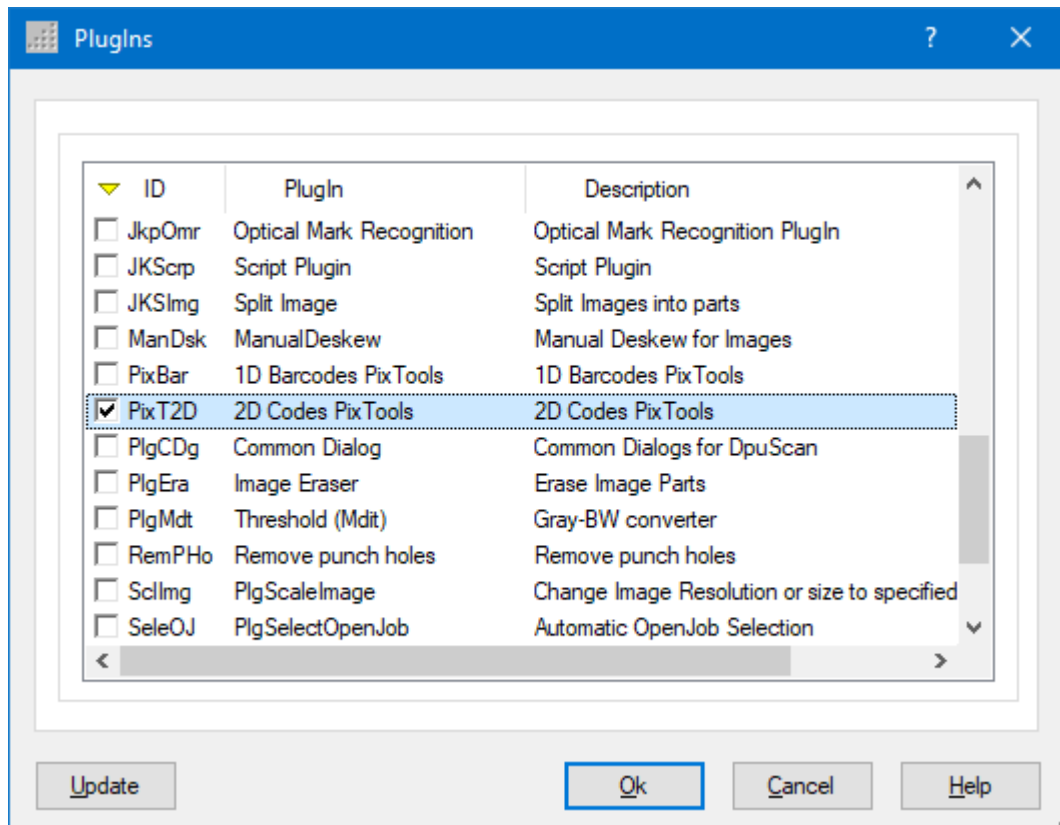 PlugIns ?
ID PlugIn Description
JkpOmr Optical Mark Recognition Optical Mark Recognition PlugIn
JKScrp Script Plugin Script Plugin
JKSImg Split Image Split Images into parts
ManDsk ManualDeskew Manual Deskew for Images
PixBar 1D Barcodes PixTools 1D Barcodes PixTools
PixT2D 2D Codes PixTools 2D Codes PixTools
PlgCDg Common Dialog Common Dialogs for DpuScan
PlgEra Image Eraser Erase Image Parts
PlgMdt Threshold (Mdit) Gray-BW converter
RemPHo Remove punch holes Remove punch holes
SclImg PlgScaleImage Change Image Resolution or size to specified
SeleOJ PlgSelectOpenJob Automatic OpenJob Selection
Update Ok Cancel Help